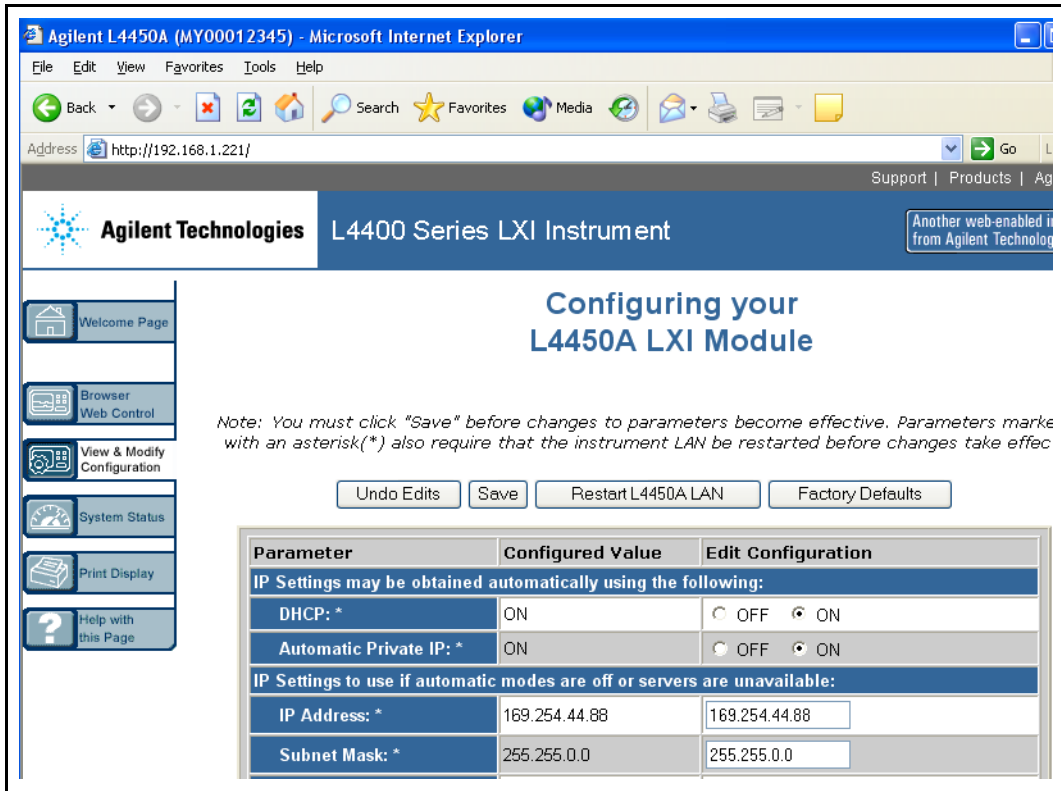 Agilent L4450A (MY00012345) - Microsoft Internet Explorer
File Edit View Favorites Tools Help
Back Search Favorites Media
Address http://192.168.1.221/ Go
Support | Products | Ag
Agilent Technologies L4400 Series LXI Instrument
Another web-enabled
from Agilent Technolog
Welcome Page
Browser
Web Control
View & Modify
Configuration
System Status
Print Display
Help with
this Page
Configuring your
L4450A LXI Module
Note: You must click "Save" before changes to parameters become effective. Parameters marke
with an asterisk(*) also require that the instrument LAN be restarted before changes take effec
Undo Edits Save Restart L4450A LAN Factory Defaults
Parameter Configured Value Edit Configuration
IP Settings may be obtained automatically using the following:
DHCP: * ON OFF ON
Automatic Private IP: * ON OFF ON
IP Settings to use if automatic modes are off or servers are unavailable:
IP Address: * 169.254.44.88 169.254.44.88
Subnet Mask: * 255.255.0.0 255.255.0.0